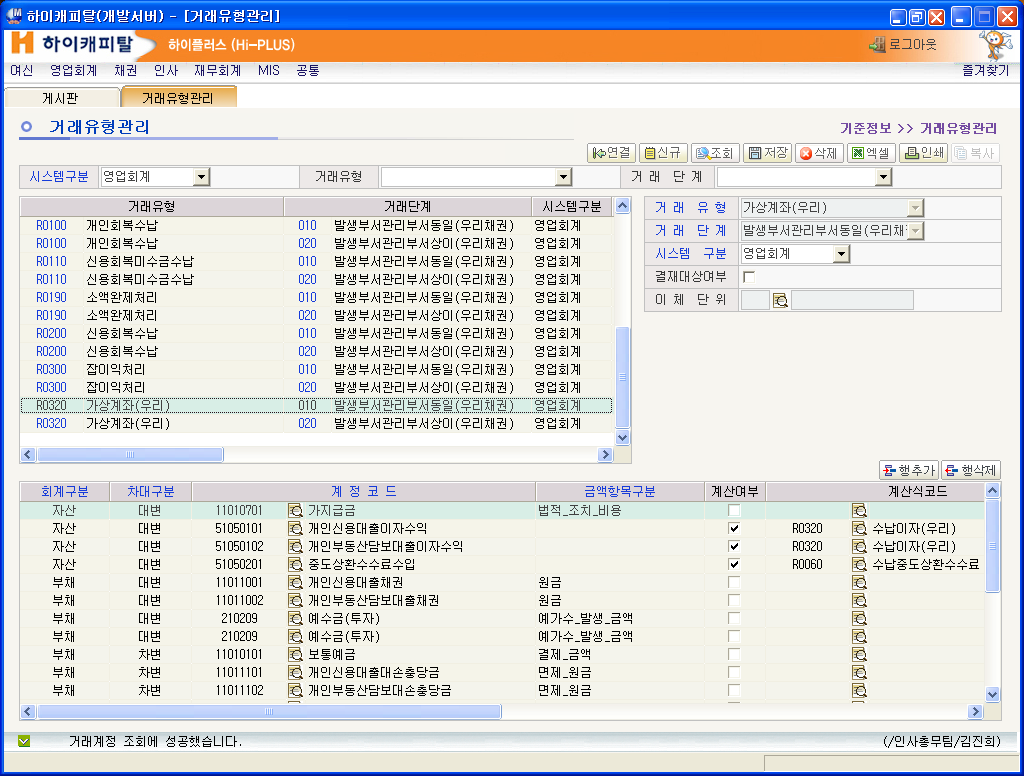 하이캐피탈(개발서버) - [거래유형관리]
하이캐피탈 하이플러스 (Hi-PLUS) 로그아웃
여신 영업회계 채권 인사 재무회계 MIS 공통 즐겨찾기
게시판 거래유형관리
거래유형관리 기준정보 >> 거래유형관리
연결 신규 조회 저장 삭제 엑셀 인쇄 복사
시스템구분 영업회계 거래유형 거 래 단 계
거래유형 거래단계 시스템구분
R0100 개인회복수납 010 발생부서관리부서동일(우리채권) 영업회계
R0100 개인회복수납 020 발생부서관리부서상이(우리채권) 영업회계
R0110 신용회복미수금수납 010 발생부서관리부서동일(우리채권) 영업회계
R0110 신용회복미수금수납 020 발생부서관리부서상이(우리채권) 영업회계
R0190 소액완제처리 010 발생부서관리부서동일(우리채권) 영업회계
R0190 소액완제처리 020 발생부서관리부서상이(우리채권) 영업회계
R0200 신용회복수납 010 발생부서관리부서동일(우리채권) 영업회계
R0200 신용회복수납 020 발생부서관리부서상이(우리채권) 영업회계
R0300 잡이익처리 010 발생부서관리부서동일(우리채권) 영업회계
R0300 잡이익처리 020 발생부서관리부서상이(우리채권) 영업회계
R0320 가상계좌(우리) 010 발생부서관리부서동일(우리채권) 영업회계
R0320 가상계좌(우리) 020 발생부서관리부서상이(우리채권) 영업회계
거 래 유 형 가상계좌(우리)
거 래 단 계 발생부서관리부서동일(우리채
시스템 구분 영업회계
결재대상여부
이 체 단 위
행추가 행삭제
회계구분 차대구분 계 정 코 드 금액항목구분 계산여부 계산식코드
자산 대변 11010701 가지급금 법적_조치_비용
자산 대변 51050101 개인신용대출이자수익 R0320 수납이자(우리)
자산 대변 51050102 개인부동산담보대출이자수익 R0320 수납이자(우리)
자산 대변 51050201 중도상환수수료수입 R0060 수납중도상환수수료
부채 대변 11011001 개인신용대출채권 원금
부채 대변 11011002 개인부동산담보대출채권 원금
부채 대변 210209 예수금(투자) 예가수_발생_금액
부채 대변 210209 예수금(투자) 예가수_발생_금액
부채 차변 11010101 보통예금 결제_금액
부채 차변 11011101 개인신용대출대손충당금 면제_원금
부채 차변 11011102 개인부동산담보대손충당금 면제_원금
거래계정 조회에 성공했습니다. (/인사총무팀/김진희)